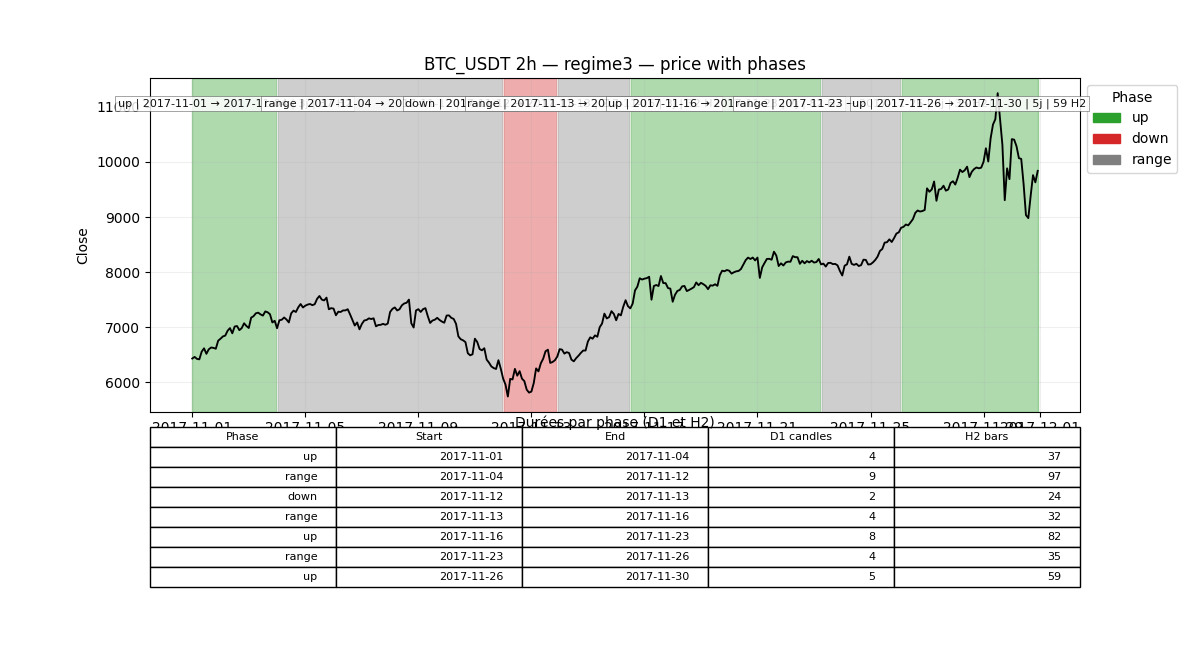 BTC_USDT 2h — regime3 — price with phases
up | 2017-11-01 → 2017-1
range | 2017-11-04 → 20
down | 201
range | 2017-11-13 → 20
up | 2017-11-16 → 201
range | 2017-11-23
up | 2017-11-26 → 2017-11-30 | 5j | 59 H2
Phase
up
down
range
10000
9000
8000
7000
6000
Close
2017-11-01
2017-11-05
2017-11-09
2017-11-21
2017-11-25
2017-12-01
Durées par phase (D1 et H2)
Phase Start End D1 candles H2 bars
up 2017-11-01 2017-11-04 4 37
range 2017-11-04 2017-11-12 9 97
down 2017-11-12 2017-11-13 2 24
range 2017-11-13 2017-11-16 4 32
up 2017-11-16 2017-11-23 8 82
range 2017-11-23 2017-11-26 4 35
up 2017-11-26 2017-11-30 5 59